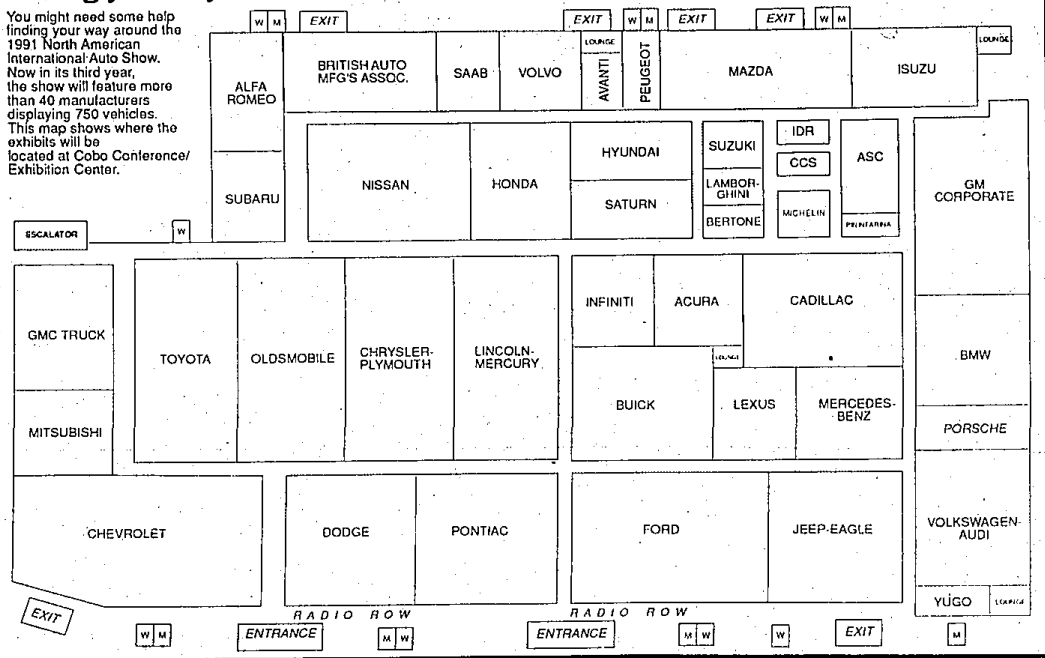 You might need some help
finding your way around the
1991 North American
International Auto Show.
Now in its third year,
the show will feature more
than 40 manufacturers
displaying 750 vehicles.
This map shows where the
exhibits will be
located at Cobo Conference/
Exhibition Center.
W M
EXIT
EXIT
W M
EXIT
EXIT
W M
LOUNGE
ALFA
ROMEO
BRITISH AUTO
MFG'S ASSOC.
SAAB
VOLVO
LOUNGE
AVANTI
PEUGEOT
MAZDA
ISUZU
SUBARU
NISSAN
HONDA
HYUNDAI
SATURN
SUZUKI
LAMBOR-
GHINI
BERTONE
IDR
CCS
MICHELIN
ASC
PININFARINA
GM
CORPORATE
ESCALATOR
W
GMC TRUCK
MITSUBISHI
TOYOTA
OLDSMOBILE
CHRYSLER-
PLYMOUTH
LINCOLN-
MERCURY
INFINITI
ACURA
CADILLAC
LOUNGE
BUICK
LEXUS
MERCEDES-
BENZ
BMW
PORSCHE
CHEVROLET
DODGE
PONTIAC
FORD
JEEP-EAGLE
VOLKSWAGEN-
AUDI
YUGO
LOUNGE
EXIT
RADIO ROW
RADIO ROW
W M
ENTRANCE
M W
ENTRANCE
M W
W
EXIT
M